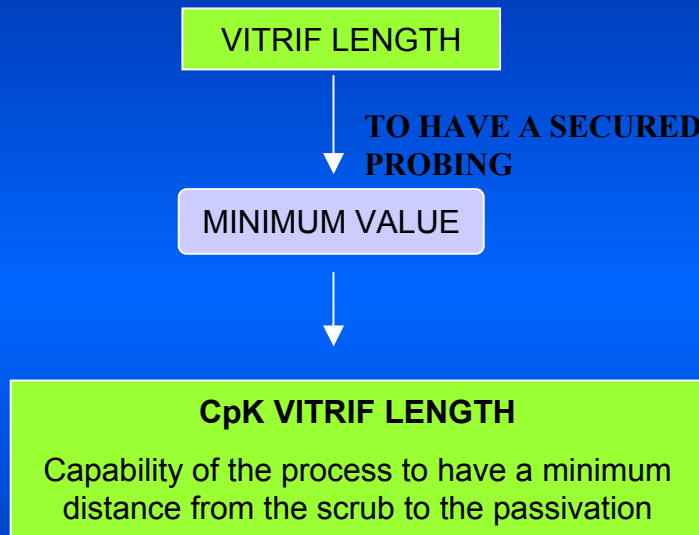 VITRIF LENGTH
TO HAVE A SECURED
PROBING
MINIMUM VALUE
CpK VITRIF LENGTH
Capability of the process to have a minimum
distance from the scrub to the passivation